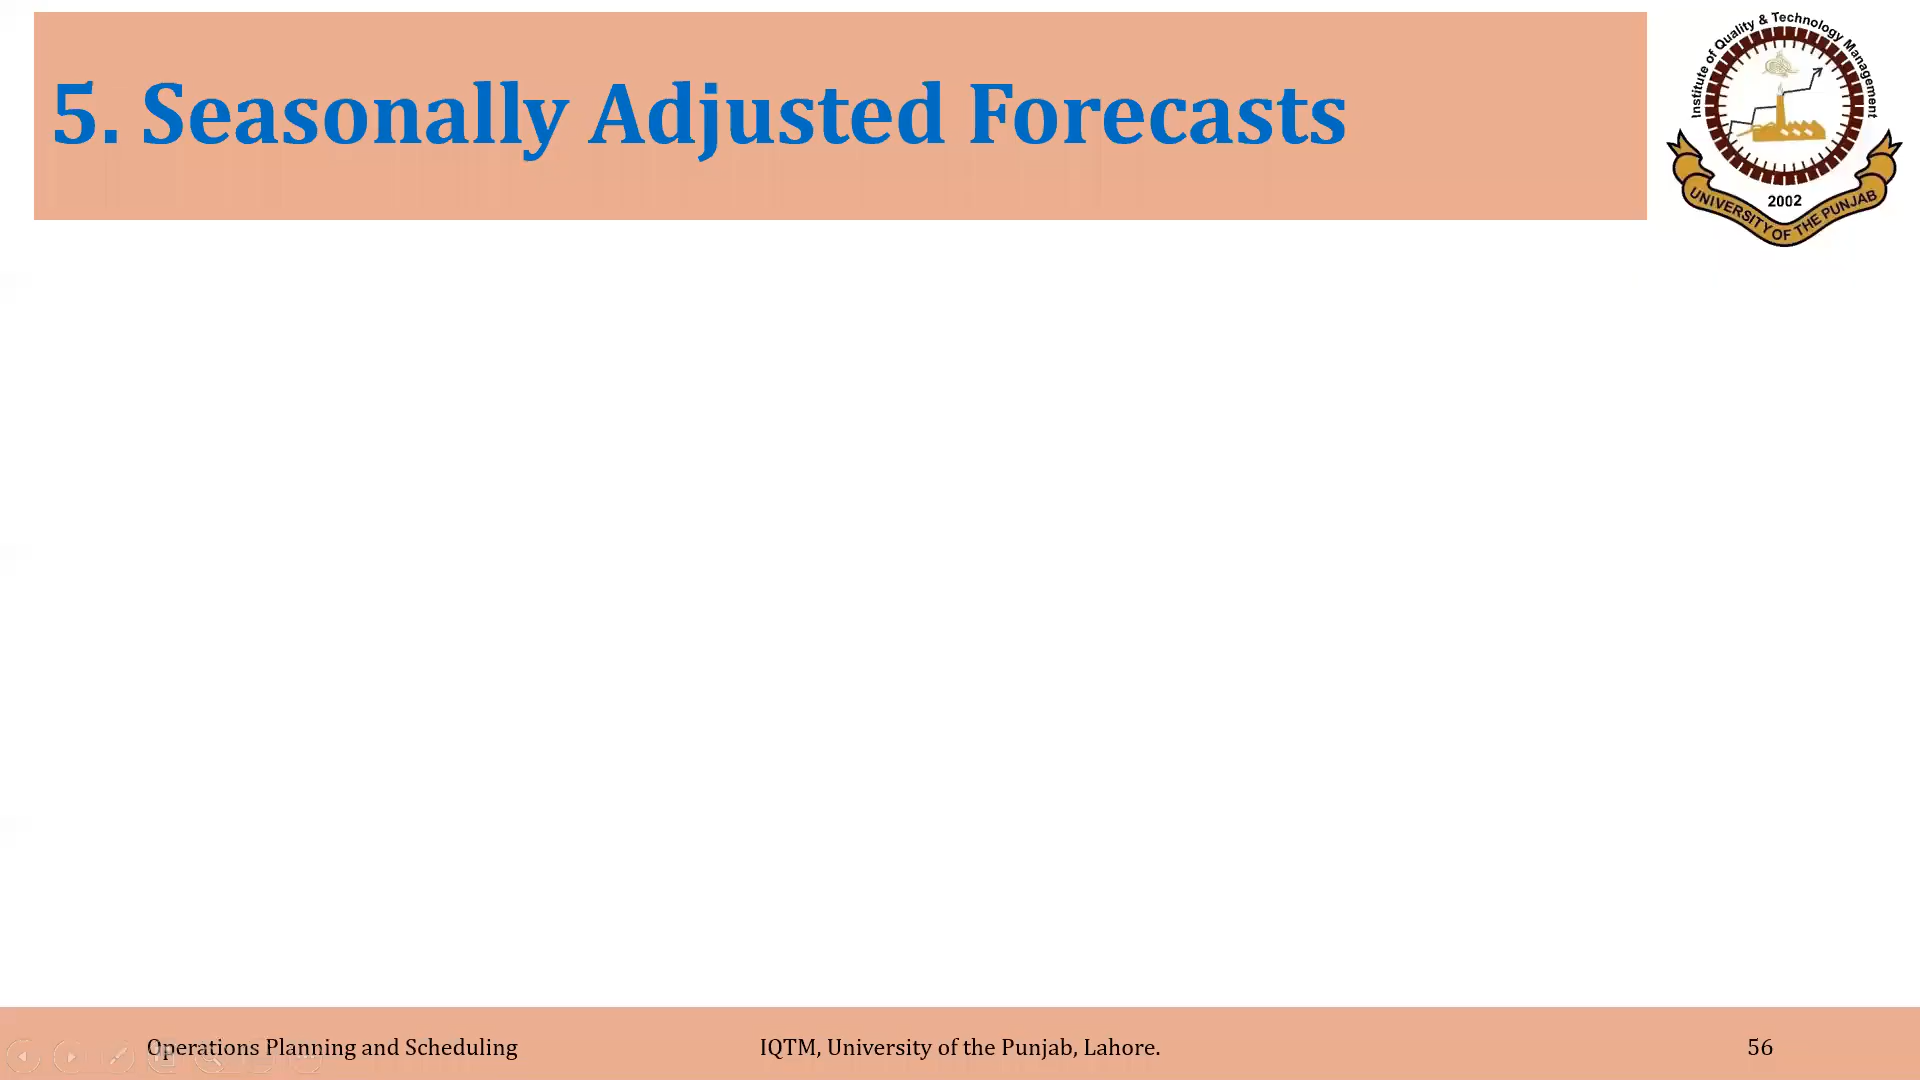 5. Seasonally Adjusted Forecasts
Institute of Quality & Technology Management
2002
UNIVERSITY OF THE PUNJAB
Operations Planning and Scheduling
IQTM, University of the Punjab, Lahore.
56